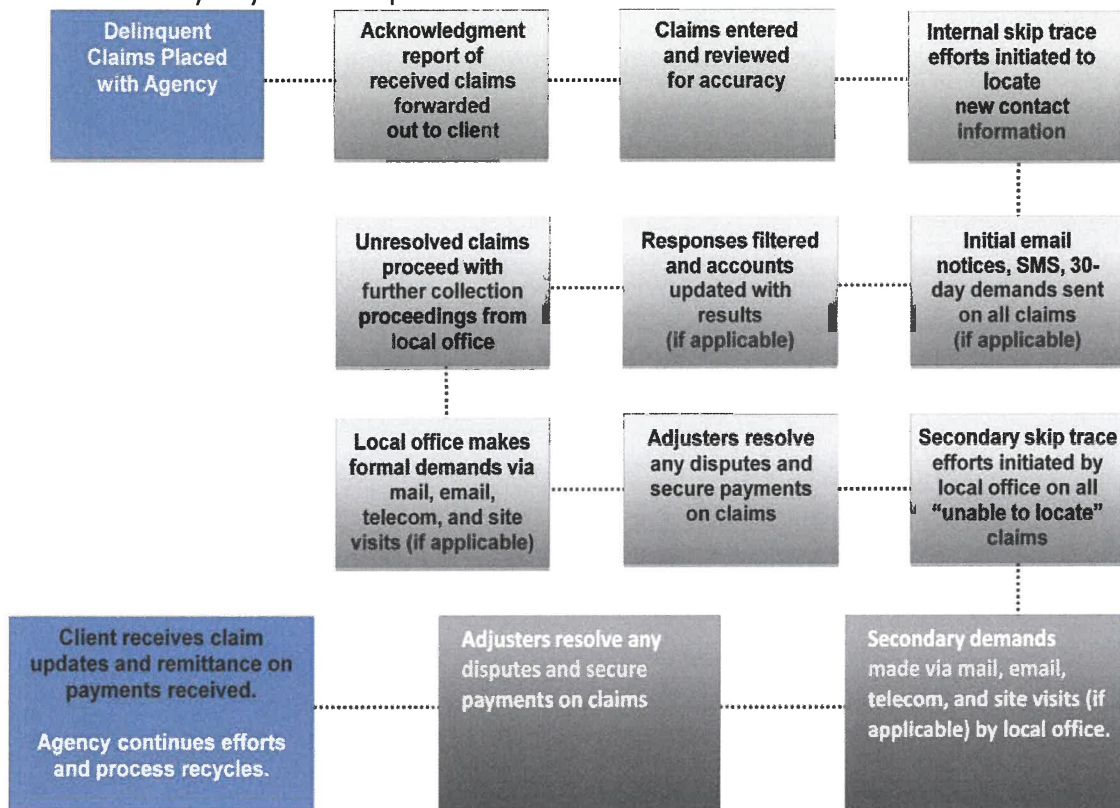 Delinquent
Claims Placed
with Agency
Acknowledgment
report of
received claims
forwarded
out to client
Claims entered
and reviewed
for accuracy
Internal skip trace
efforts initiated to
locate
new contact
information
Initial email
notices, SMS, 30-
day demands sent
on all claims
(if applicable)
Responses filtered
and accounts
updated with
results
(if applicable)
Unresolved claims
proceed with
further collection
proceedings from
local office
Local office makes
formal demands via
mail, email,
telecom, and site
visits (if applicable)
Adjusters resolve
any disputes and
secure payments
on claims
Secondary skip trace
efforts initiated by
local office on all
“unable to locate”
claims
Secondary demands
made via mail, email,
telecom, and site visits (if
applicable) by local office.
Adjusters resolve any
disputes and secure
payments on claims
Client receives claim
updates and remittance on
payments received.
Agency continues efforts
and process recycles.